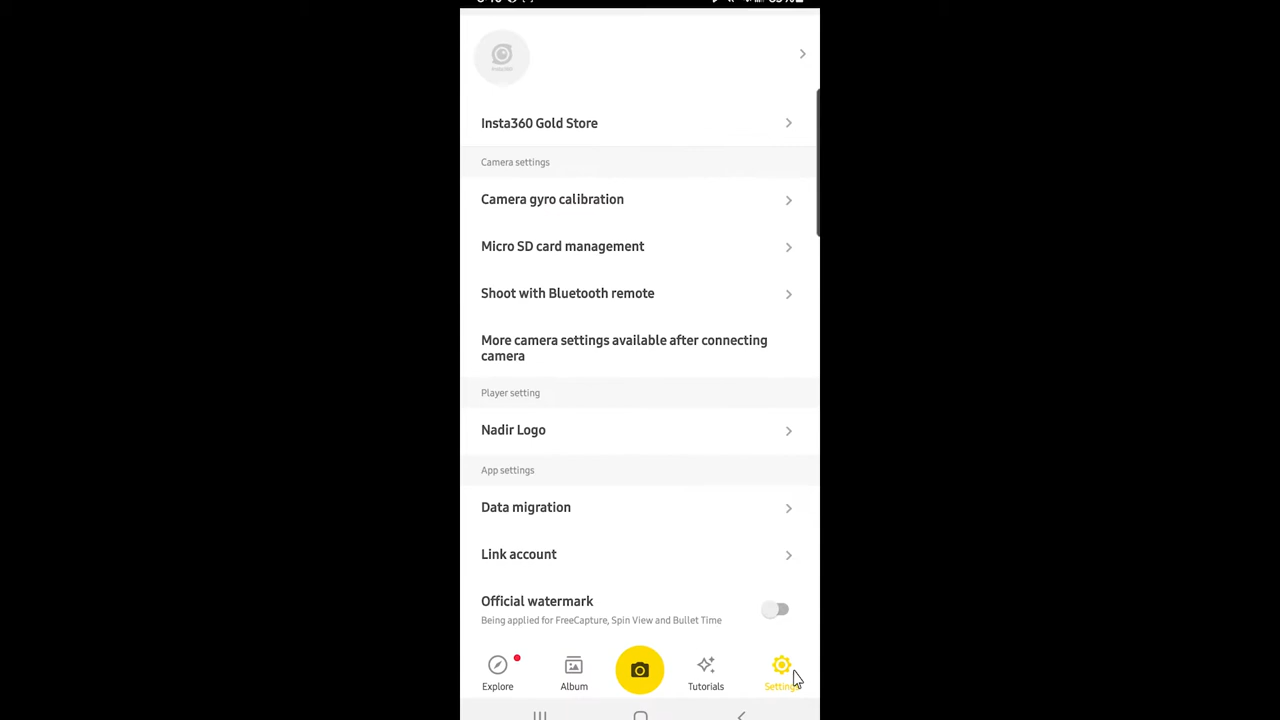 Insta360 Gold Store
Camera settings
Camera gyro calibration
Micro SD card management
Shoot with Bluetooth remote
More camera settings available after connecting
camera
Player setting
Nadir Logo
App settings
Data migration
Link account
Official watermark
Being applied for FreeCapture, Spin View and Bullet Time
Explore
Album
Tutorials
Settings